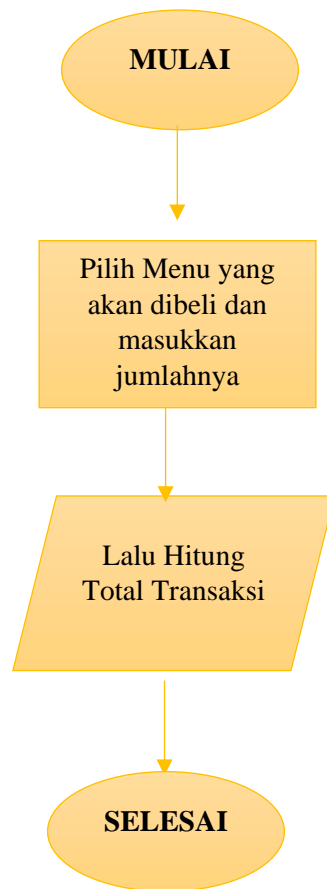 MULAI
Pilih Menu yang
akan dibeli dan
masukkan
jumlahnya
Lalu Hitung
Total Transaksi
SELESAI